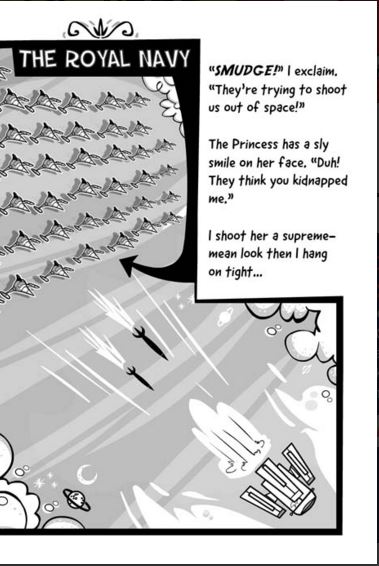 THE ROYAL NAVY
“SMUDGE!” I exclaim.
“They’re trying to shoot
us out of space!”
The Princess has a sly
smile on her face. “Duh!
They think you kidnapped
me.”
I shoot her a supreme–
mean look then I hang
on tight...